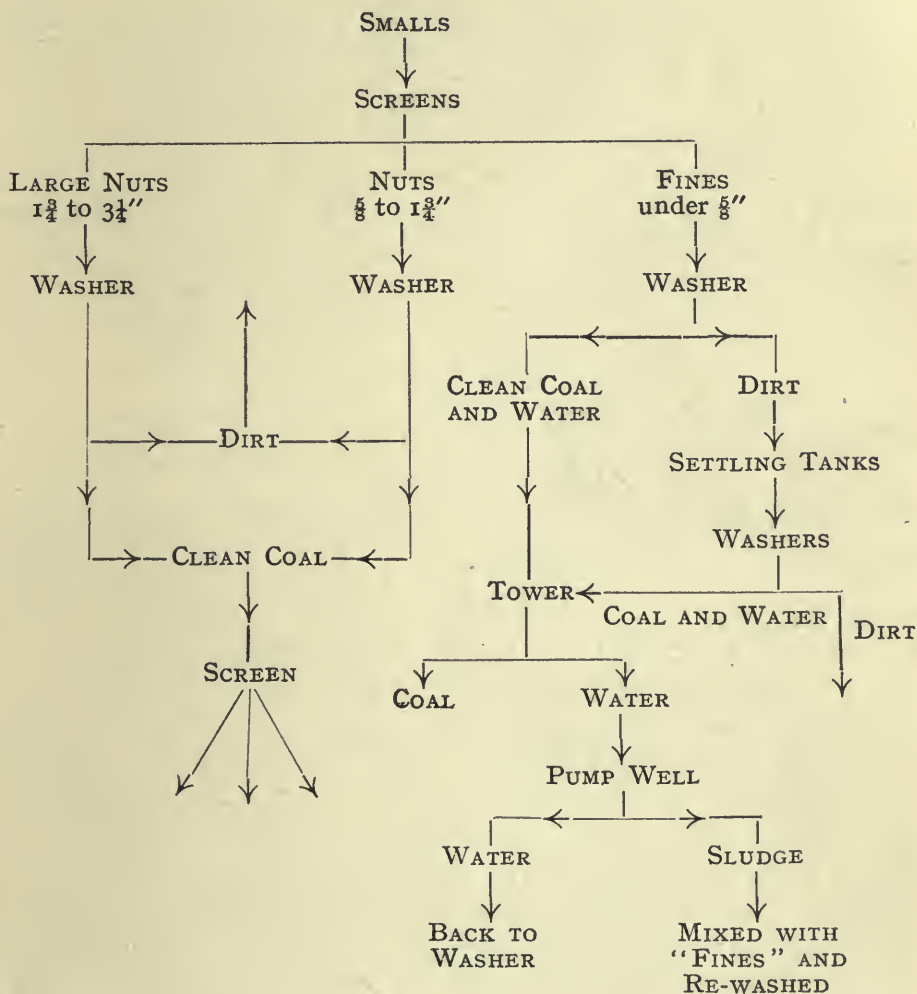 SMALLS
SCREENS
LARGE NUTS
1¾ to 3¼″
NUTS
⅝ to 1¾″
FINES
under ⅝″
WASHER
WASHER
WASHER
CLEAN COAL
AND WATER
DIRT
DIRT
SETTLING TANKS
WASHERS
CLEAN COAL
TOWER
COAL AND WATER
DIRT
SCREEN
COAL
WATER
PUMP WELL
WATER
SLUDGE
BACK TO
WASHER
MIXED WITH
"FINES" AND
RE-WASHED